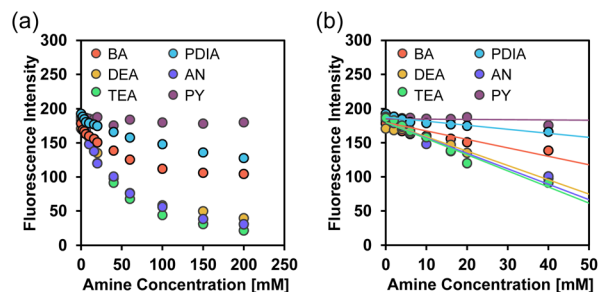 (a)
300
250
200
150
100
50
0
Fluorescence Intensity
BA
PDIA
DEA
AN
TEA
PY
0 50 100 150 200 250
Amine Concentration [mM]
(b)
300
250
200
150
100
50
0
Fluorescence Intensity
BA
PDIA
DEA
AN
TEA
PY
0 10 20 30 40 50
Amine Concentration [mM]